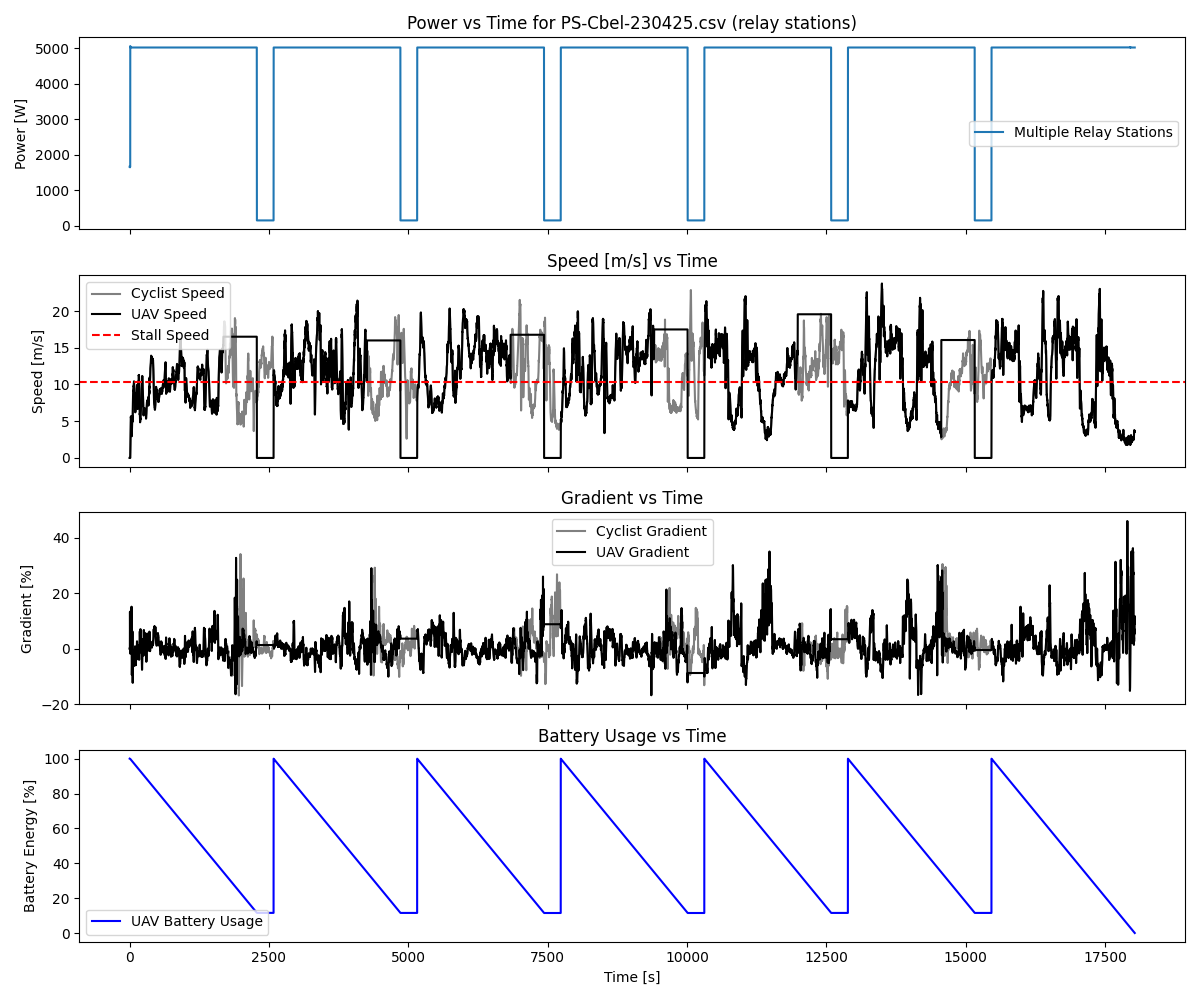 Power vs Time for PS-Cbel-230425.csv (relay stations)
5000
4000
3000
2000
1000
0
Power [W]
Multiple Relay Stations
Speed [m/s] vs Time
20
15
10
5
0
Speed [m/s]
Cyclist Speed
UAV Speed
Stall Speed
Gradient vs Time
40
20
0
−20
Gradient [%]
Cyclist Gradient
UAV Gradient
Battery Usage vs Time
100
80
60
40
20
0
Battery Energy [%]
UAV Battery Usage
0 2500 5000 7500 10000 12500 15000 17500
Time [s]